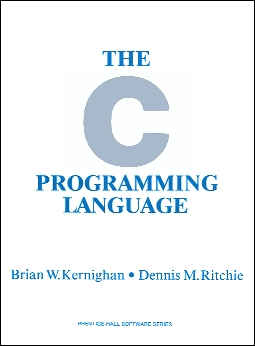 THE
C
PROGRAMMING
LANGUAGE
Brian W. Kernighan • Dennis M. Ritchie
PRENTICE-HALL SOFTWARE SERIES